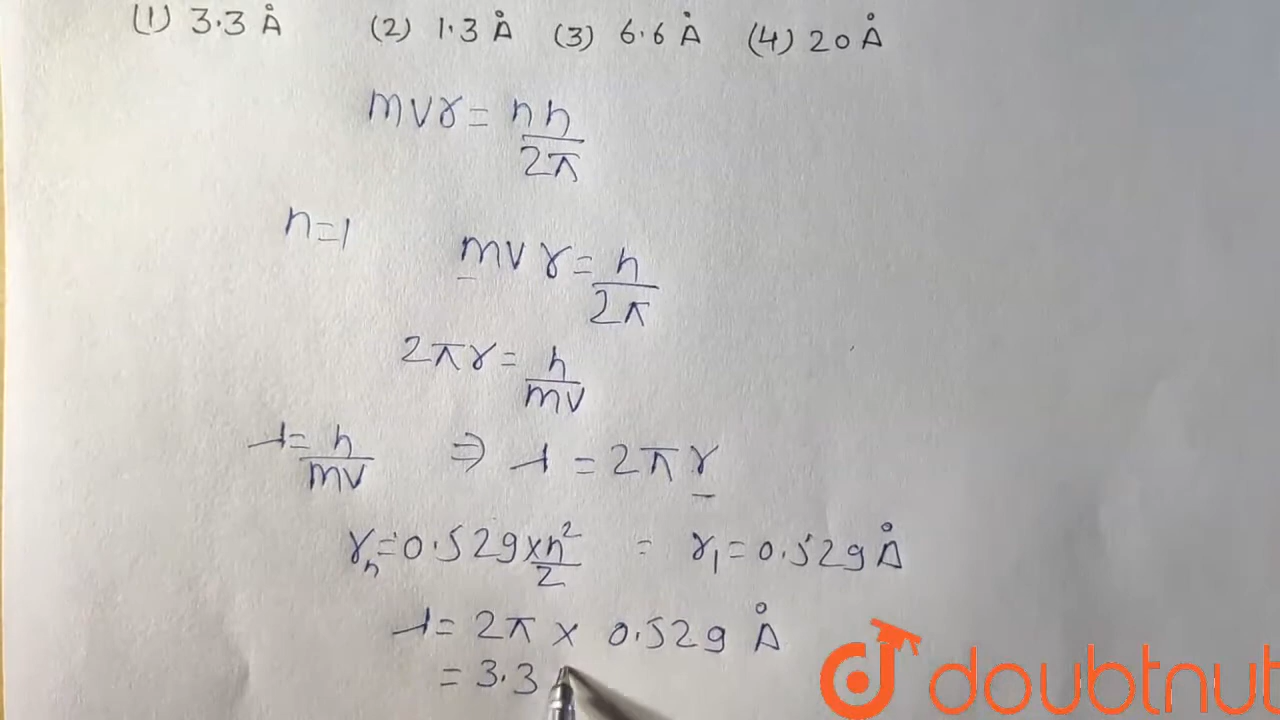 (1) 3.3 Å (2) 1.3 Å (3) 6.6 Å (4) 20 Å
mvr = nh/2π
n=1 mvr = h/2π
2πr = h/mv
λ = h/mv ⇒ λ = 2πr
rₙ = 0.529 × n²/Z = r₁ = 0.529 Å
λ = 2π × 0.529 Å
= 3.3
doubtnut